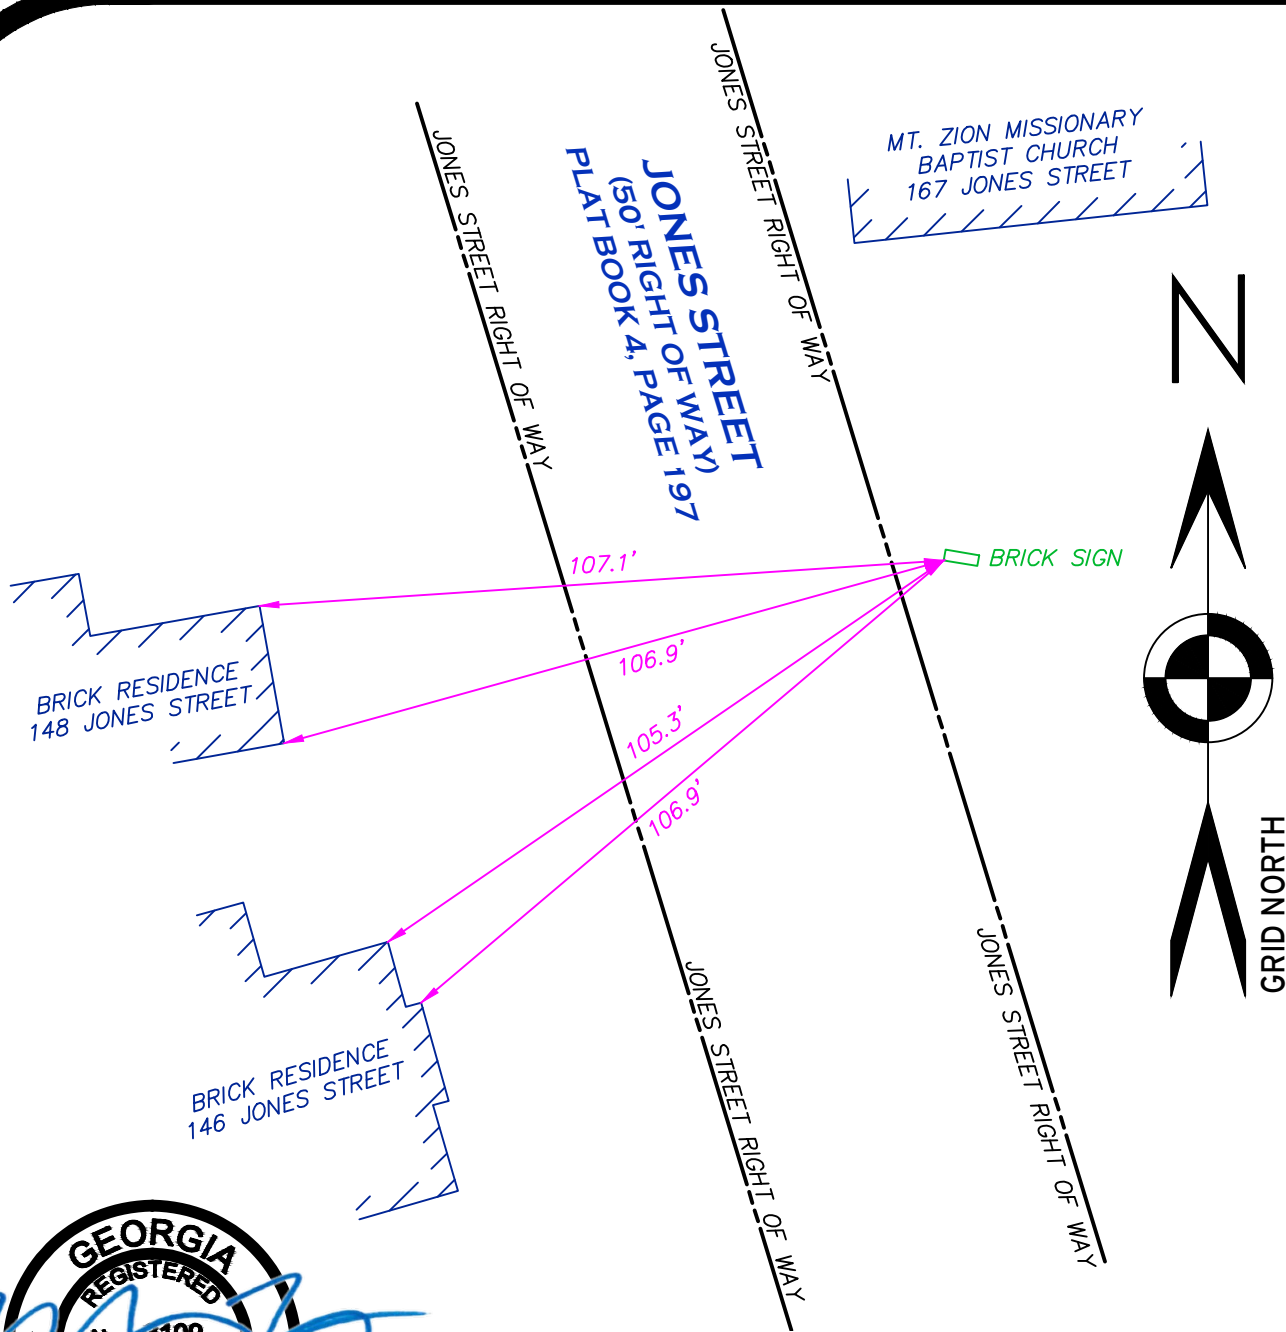 JONES STREET RIGHT OF WAY
JONES STREET RIGHT OF WAY
MT. ZION MISSIONARY
BAPTIST CHURCH
167 JONES STREET
JONES STREET
(50' RIGHT OF WAY)
PLAT BOOK 4, PAGE 197
N
107.1'
BRICK SIGN
106.9'
BRICK RESIDENCE
148 JONES STREET
105.3'
106.9'
GRID NORTH
JONES STREET RIGHT OF WAY
JONES STREET RIGHT OF WAY
BRICK RESIDENCE
146 JONES STREET
GEORGIA
REGISTERED